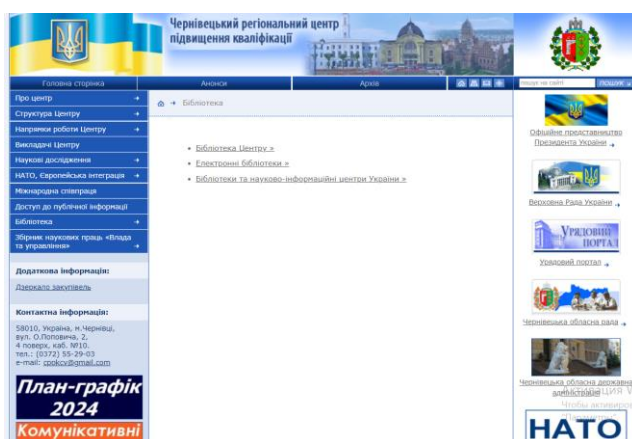 Чернівецький регіональний центр
підвищення кваліфікації
Головна сторінка
Анонси
Архів
пошук на сайті
пошук
Про центр
Структура Центру
Напрямки роботи Центру
Викладачі Центру
Наукові дослідження
НАТО, Європейська інтеграція
Міжнародна співпраця
Доступ до публічної інформації
Бібліотека
Збірник наукових праць «Влада
та управління»
Додаткова інформація:
Дзеркало закупівель
Контактна інформація:
58010, Україна, м.Чернівці,
вул. О.Поповича, 2,
4 поверх, каб. №10.
тел.: (0372) 55-29-03
e-mail: cpokcv@gmail.com
План-графік
2024
Комунікативні
Бібліотека
Бібліотека Центру »
Електронні бібліотеки »
Бібліотеки та науково-інформаційні центри України »
Офіційне представництво
Президента України
Верховна Рада України
Урядовий
портал
Урядовий портал
Чернівецька обласна рада
Чернівецька обласна державна
адміністрація
НАТО